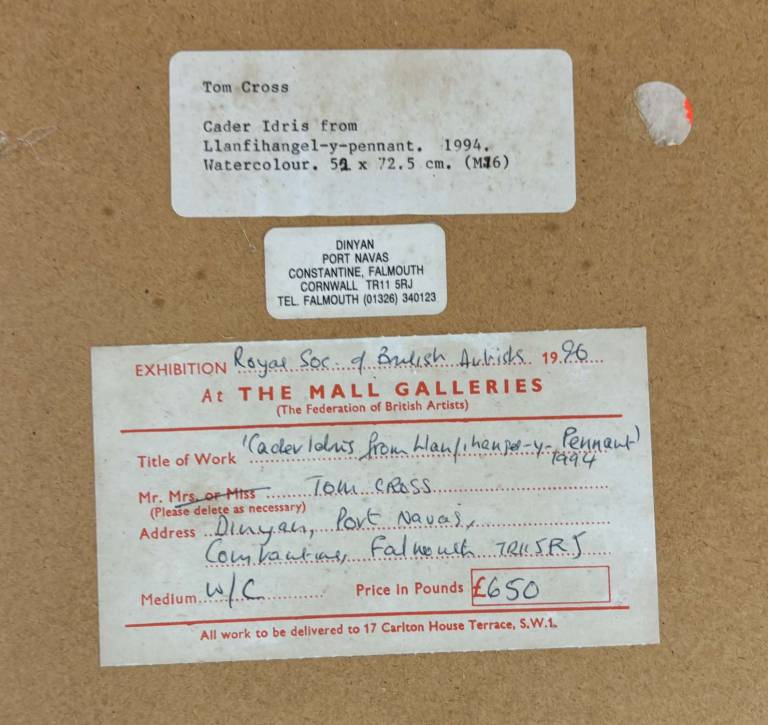 Tom Cross
Cader Idris from
Llanfihangel-y-pennant. 1994.
Watercolour. 52 x 72.5 cm. (M16)
DINYAN
PORT NAVAS
CONSTANTINE, FALMOUTH
CORNWALL TR11 5RJ
TEL. FALMOUTH (01326) 340123
EXHIBITION Royal Soc. of British Artists 1996
At THE MALL GALLERIES
(The Federation of British Artists)
Title of Work 'Cader Idris from Llanfihangel-y-Pennant'
1994
Mr. Mrs. or Miss TOM CROSS
(Please delete as necessary)
Address Dinyan, Port Navas,
Constantine, Falmouth TR11 5RJ
Medium W/C Price in Pounds £650
All work to be delivered to 17 Carlton House Terrace, S.W.1.